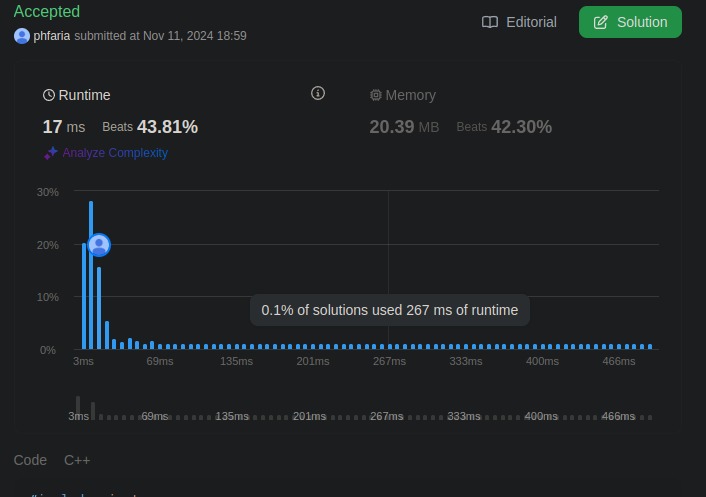 Accepted
phfaria submitted at Nov 11, 2024 18:59
Editorial
Solution
Runtime
Memory
17 ms Beats 43.81%
20.39 MB Beats 42.30%
Analyze Complexity
30%
20%
10%
0%
0.1% of solutions used 267 ms of runtime
3ms 69ms 135ms 201ms 267ms 333ms 400ms 466ms
3ms 69ms 135ms 201ms 267ms 333ms 400ms 466ms
Code C++